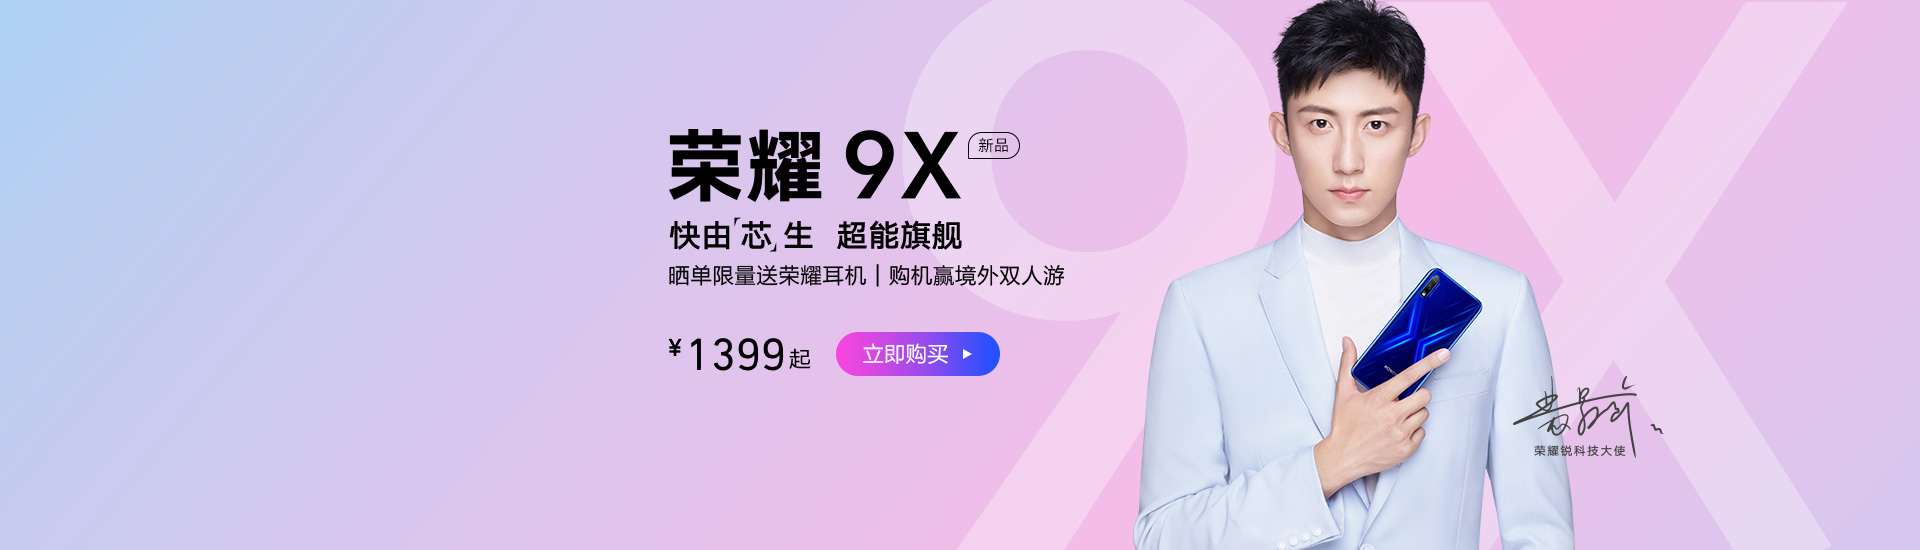 荣耀 9X 新品
快由「芯」生 超能旗舰
晒单限量送荣耀耳机 | 购机赢境外双人游
¥1399起 立即购买
荣耀锐科技大使